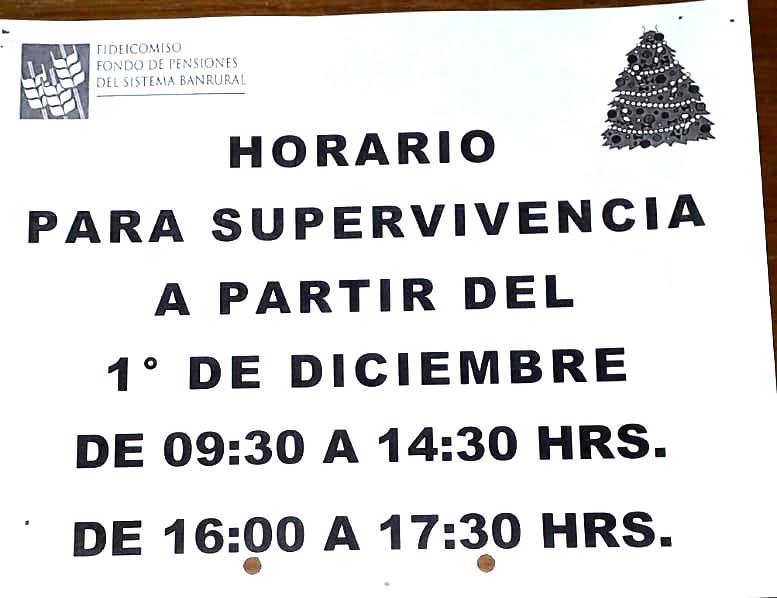 FIDEICOMISO
FONDO DE PENSIONES
DEL SISTEMA BANRURAL
HORARIO
PARA SUPERVIVENCIA
A PARTIR DEL
1° DE DICIEMBRE
DE 09:30 A 14:30 HRS.
DE 16:00 A 17:30 HRS.